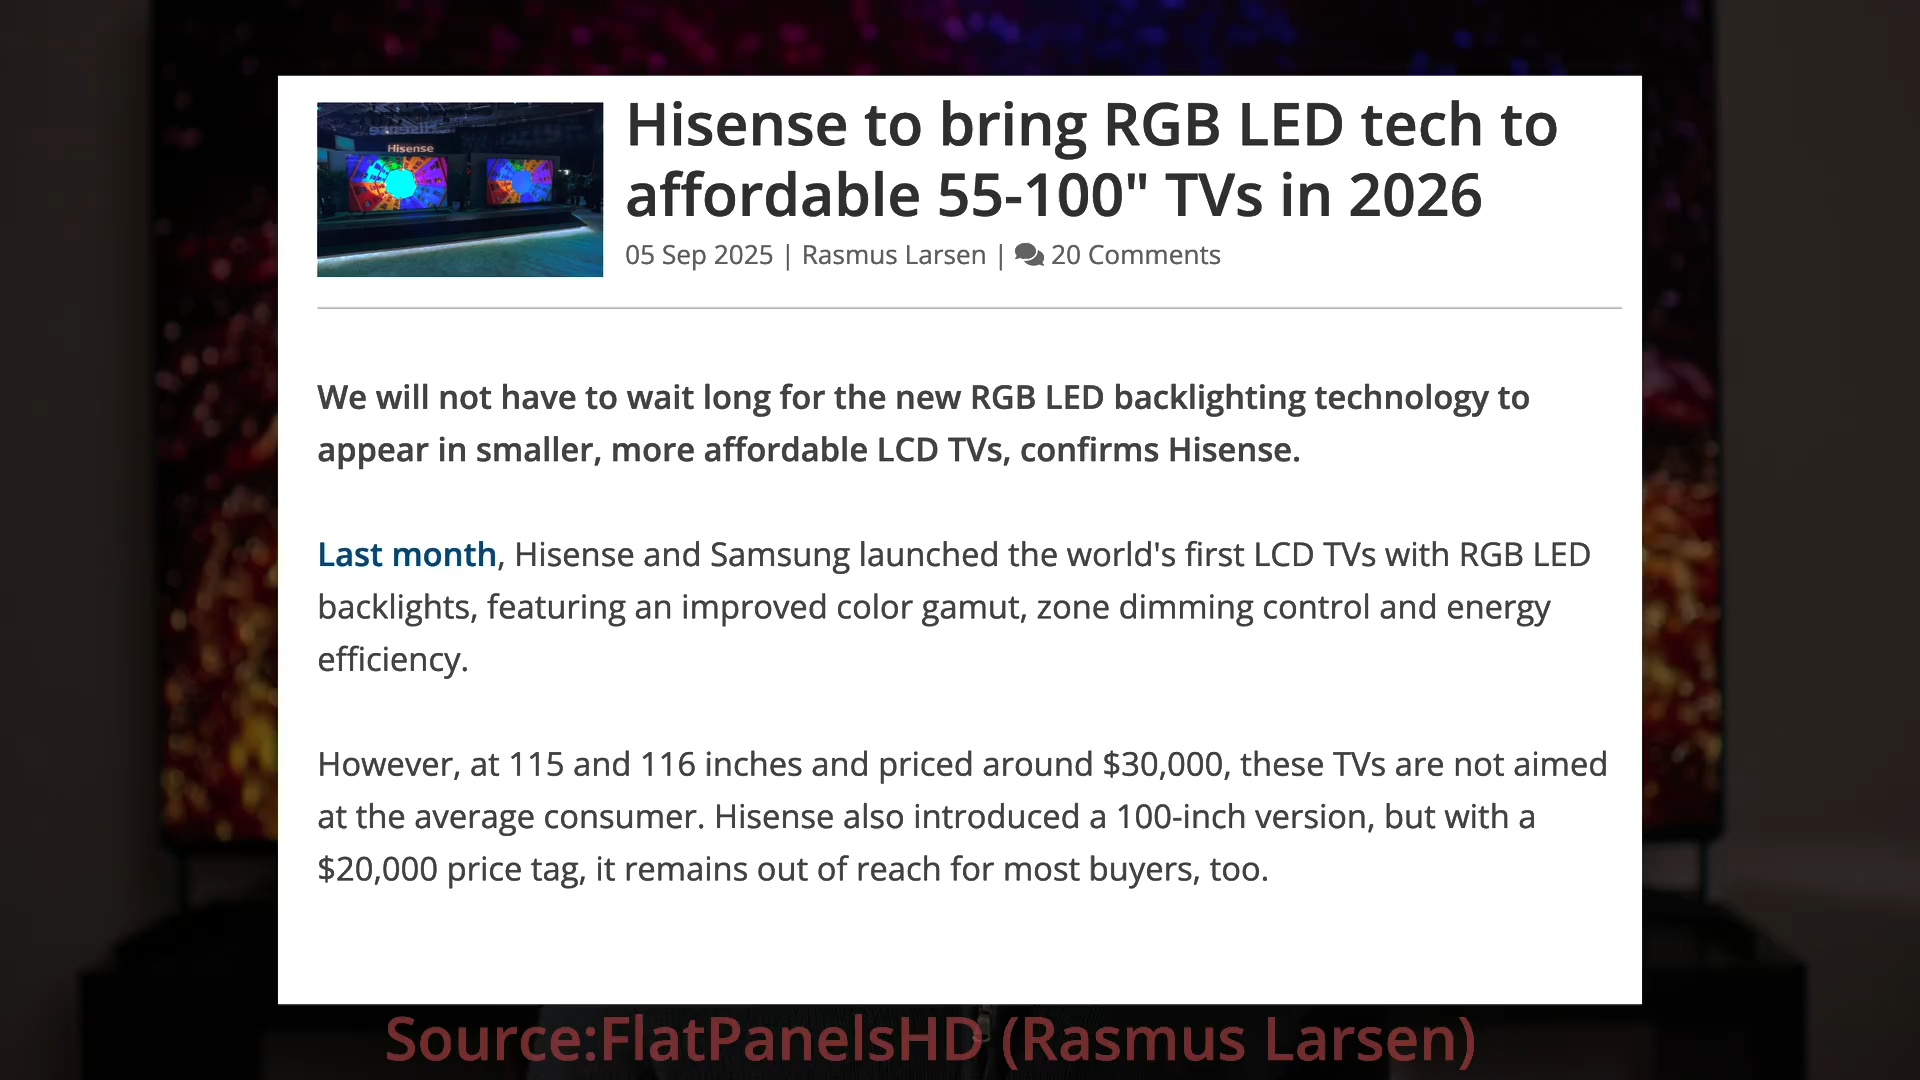 Hisense
Hisense to bring RGB LED tech to
affordable 55-100" TVs in 2026
05 Sep 2025 | Rasmus Larsen | 20 Comments
We will not have to wait long for the new RGB LED backlighting technology to
appear in smaller, more affordable LCD TVs, confirms Hisense.
Last month, Hisense and Samsung launched the world's first LCD TVs with RGB LED
backlights, featuring an improved color gamut, zone dimming control and energy
efficiency.
However, at 115 and 116 inches and priced around $30,000, these TVs are not aimed
at the average consumer. Hisense also introduced a 100-inch version, but with a
$20,000 price tag, it remains out of reach for most buyers, too.
Source:FlatPanelsHD (Rasmus Larsen)